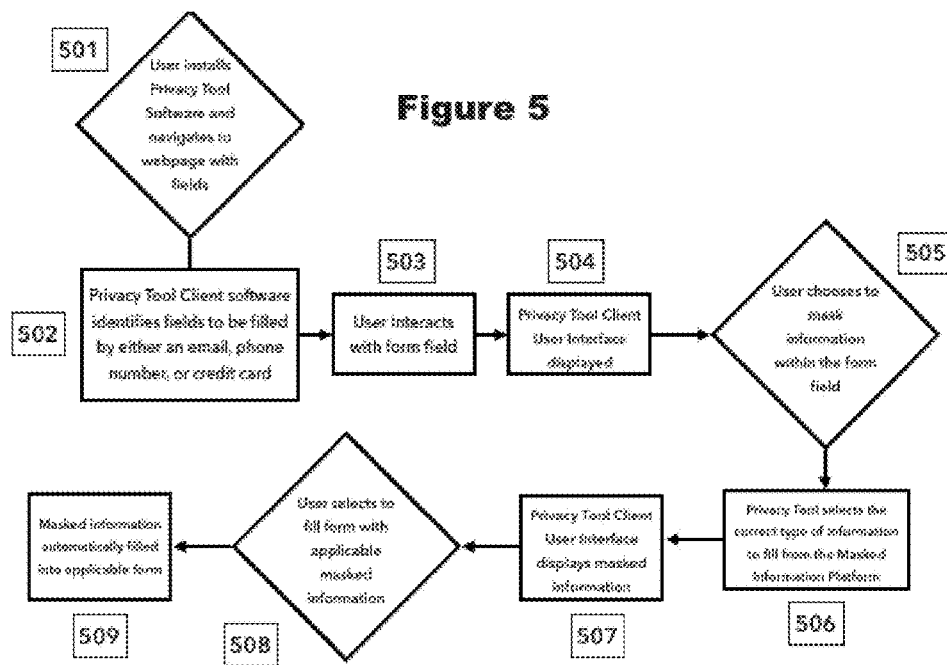 501
User installs
Privacy Tool
Software and
navigates to
webpage with
fields
Figure 5
502
Privacy Tool Client software
identifies fields to be filled
by either an email, phone
number, or credit card
503
User interacts
with form field
504
Privacy Tool Client
User Interface
displayed
505
User chooses to
mask
information
within the form
field
Privacy Tool selects the
current type of information
to fill from the Masked
Information Platform
506
Privacy Tool Client
User Interface
displays masked
information
507
User selects to
fill form with
applicable
masked
information
508
Masked information
automatically filled
into applicable form
509